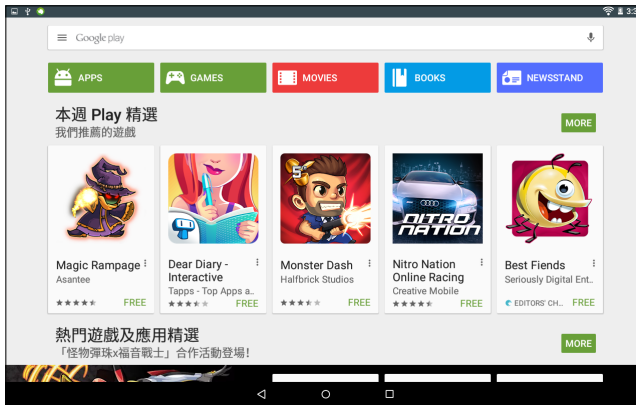 3:3
Google play
APPS
GAMES
MOVIES
BOOKS
NEWSSTAND
本週 Play 精選
我們推薦的遊戲
MORE
5
NITRO
NATION
Magic Rampage
Asantee
FREE
Dear Diary -
Interactive
Tapps - Top Apps a..
FREE
Monster Dash
Halfbrick Studios
FREE
Nitro Nation
Online Racing
Creative Mobile
FREE
Best Fiends
Seriously Digital Ent..
EDITORS' CH...
FREE
熱門遊戲及應用精選
「怪物彈珠x福音戰士」合作活動登場!
MORE